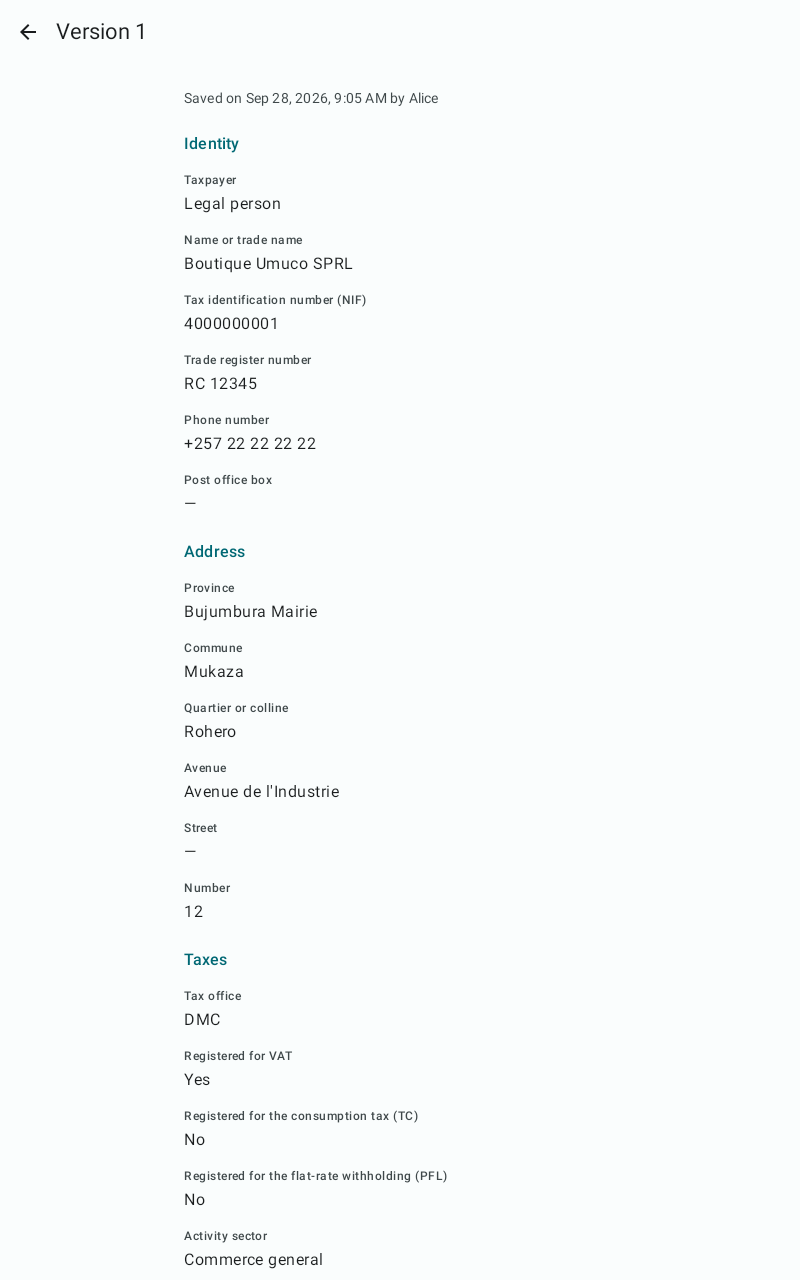 Version 1
Saved on Sep 28, 2026, 9:05 AM by Alice
Identity
Taxpayer
Legal person
Name or trade name
Boutique Umuco SPRL
Tax identification number (NIF)
4000000001
Trade register number
RC 12345
Phone number
+257 22 22 22 22
Post office box
—
Address
Province
Bujumbura Mairie
Commune
Mukaza
Quartier or colline
Rohero
Avenue
Avenue de l'Industrie
Street
—
Number
12
Taxes
Tax office
DMC
Registered for VAT
Yes
Registered for the consumption tax (TC)
No
Registered for the flat-rate withholding (PFL)
No
Activity sector
Commerce general